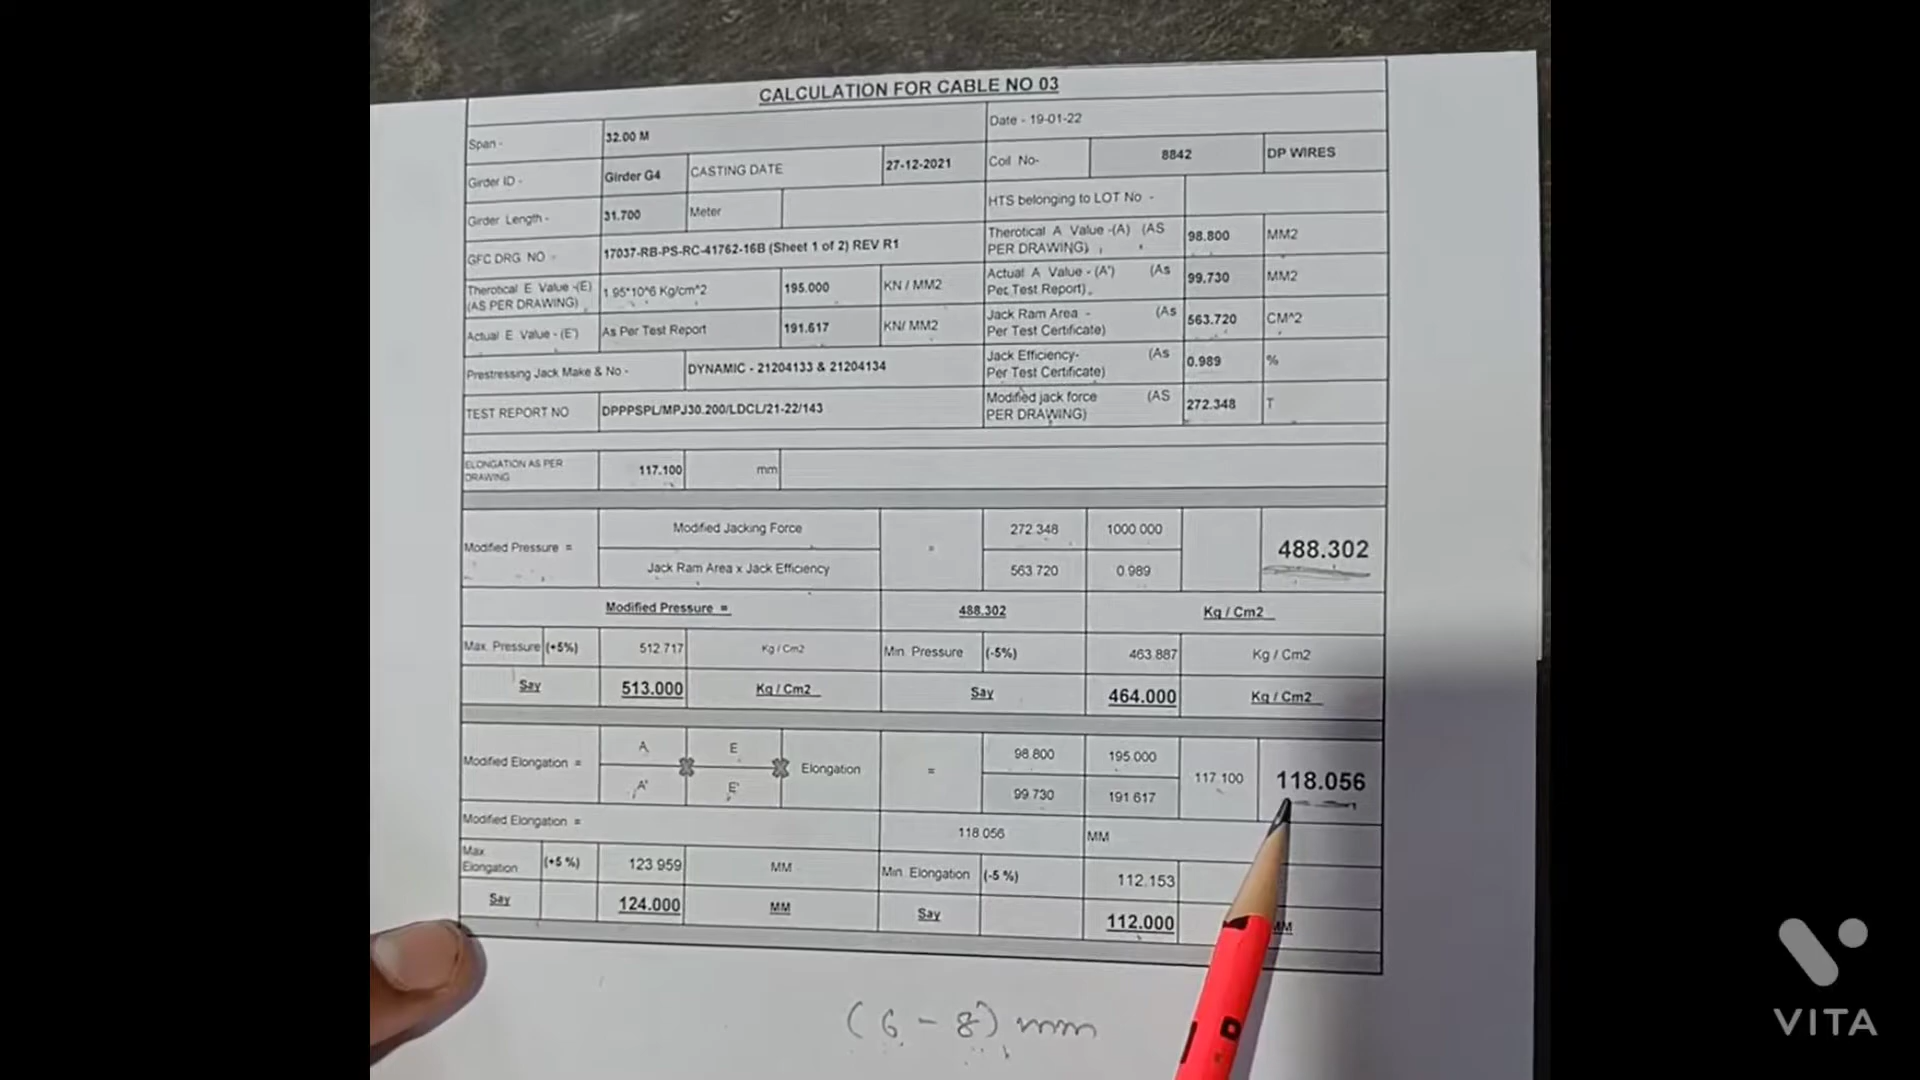 CALCULATION FOR CABLE NO 03
Span - 32.00 M Date - 19-01-22
Girder ID - Girder G4 CASTING DATE 27-12-2021 Coil No- 8842 DP WIRES
Girder Length - 31.700 Meter HTS belonging to LOT No -
GFC DRG NO - 17037-RB-PS-RC-41762-16B (Sheet 1 of 2) REV R1 Therotical A Value -(A) (AS PER DRAWING) 98.800 MM2
Therotical E Value -(E) (AS PER DRAWING) 1.95*10^6 Kg/cm^2 195.000 KN / MM2 Actual A Value - (A') (As Per Test Report) 99.730 MM2
Actual E Value - (E') As Per Test Report 191.617 KN/ MM2 Jack Ram Area - (As Per Test Certificate) 563.720 CM^2
Prestressing Jack Make & No - DYNAMIC - 21204133 & 21204134 Jack Efficiency- (As Per Test Certificate) 0.989 %
TEST REPORT NO DPPPSPL/MPJ30.200/LDCL/21-22/143 Modified jack force (AS PER DRAWING) 272.348 T
ELONGATION AS PER DRAWING 117.100 mm
Modified Jacking Force 272.348 1000.000
Modified Pressure = = 488.302
Jack Ram Area x Jack Efficiency 563.720 0.989
Modified Pressure = 488.302 Kg / Cm2
Max. Pressure (+5%) 512.717 Kg / Cm2 Min. Pressure (-5%) 463.887 Kg / Cm2
Say 513.000 Kg / Cm2 Say 464.000 Kg / Cm2
A E 98.800 195.000
Modified Elongation = Elongation = 117.100 118.056
A' E' 99.730 191.617
Modified Elongation = 118.056 MM
Max. Elongation (+5 %) 123.959 MM Min. Elongation (-5 %) 112.153
Say 124.000 MM Say 112.000 MM
(6 - 8) mm
VITA